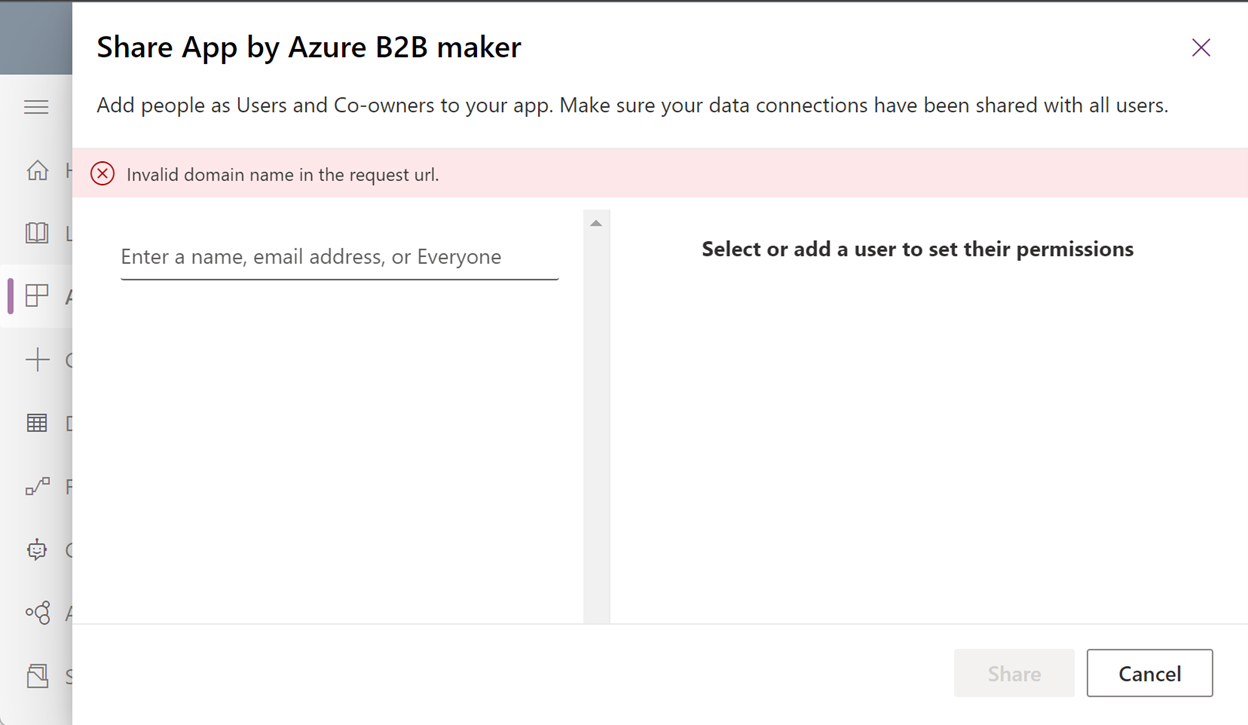 Share App by Azure B2B maker
Add people as Users and Co-owners to your app. Make sure your data connections have been shared with all users.
Invalid domain name in the request url.
Enter a name, email address, or Everyone
Select or add a user to set their permissions
Share
Cancel